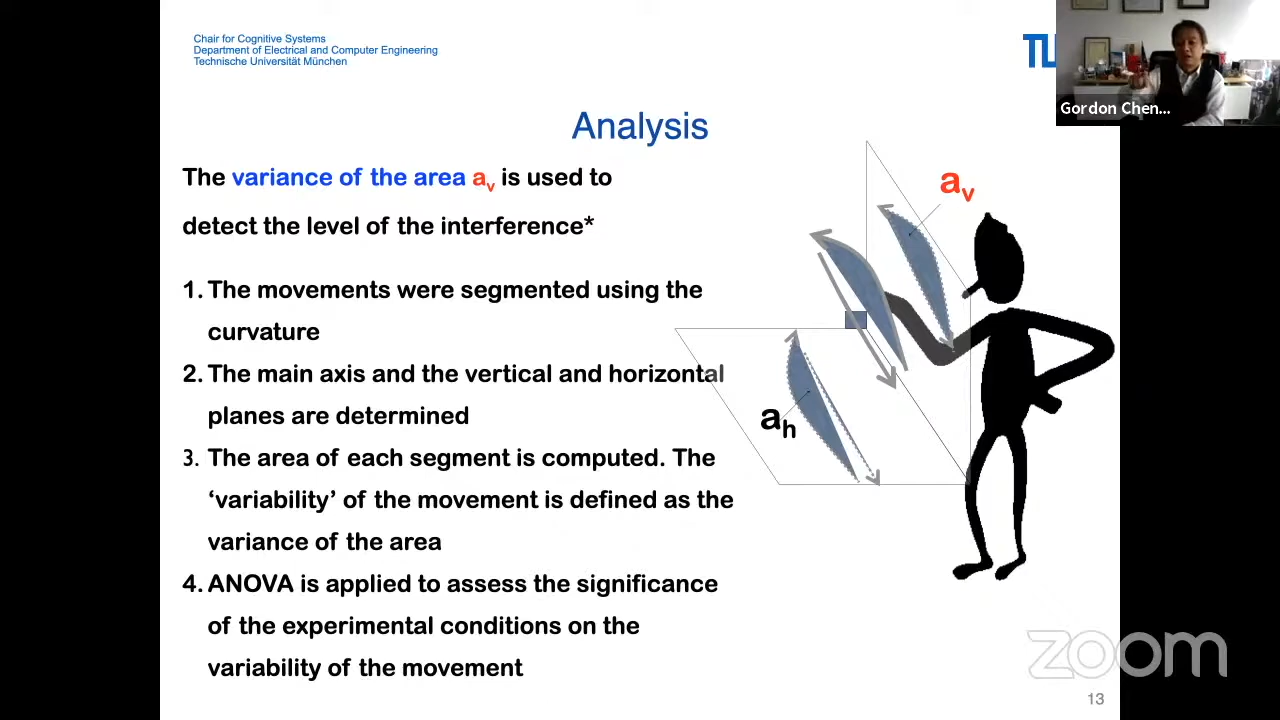 Chair for Cognitive Systems
Department of Electrical and Computer Engineering
Technische Universität München
Gordon Chen...
Analysis
The variance of the area av is used to
detect the level of the interference*
1. The movements were segmented using the
curvature
2. The main axis and the vertical and horizontal
planes are determined
3. The area of each segment is computed. The
‘variability’ of the movement is defined as the
variance of the area
4. ANOVA is applied to assess the significance
of the experimental conditions on the
variability of the movement
av
ah
zoom
13